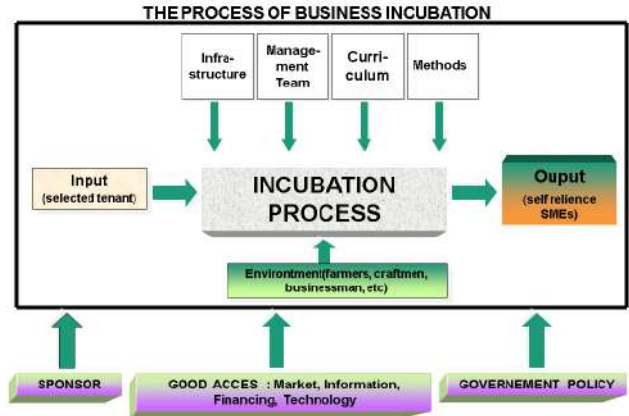 THE PROCESS OF BUSINESS INCUBATION
Infra-
structure
Manage-
ment
Team
Curri-
culum
Methods
Input
(selected tenant)
INCUBATION
PROCESS
Ouput
(self relience
SMEs)
Environtment(farmers, craftmen,
businessman, etc)
SPONSOR
GOOD ACCES : Market, Information,
Financing, Technology
GOVERNEMENT POLICY